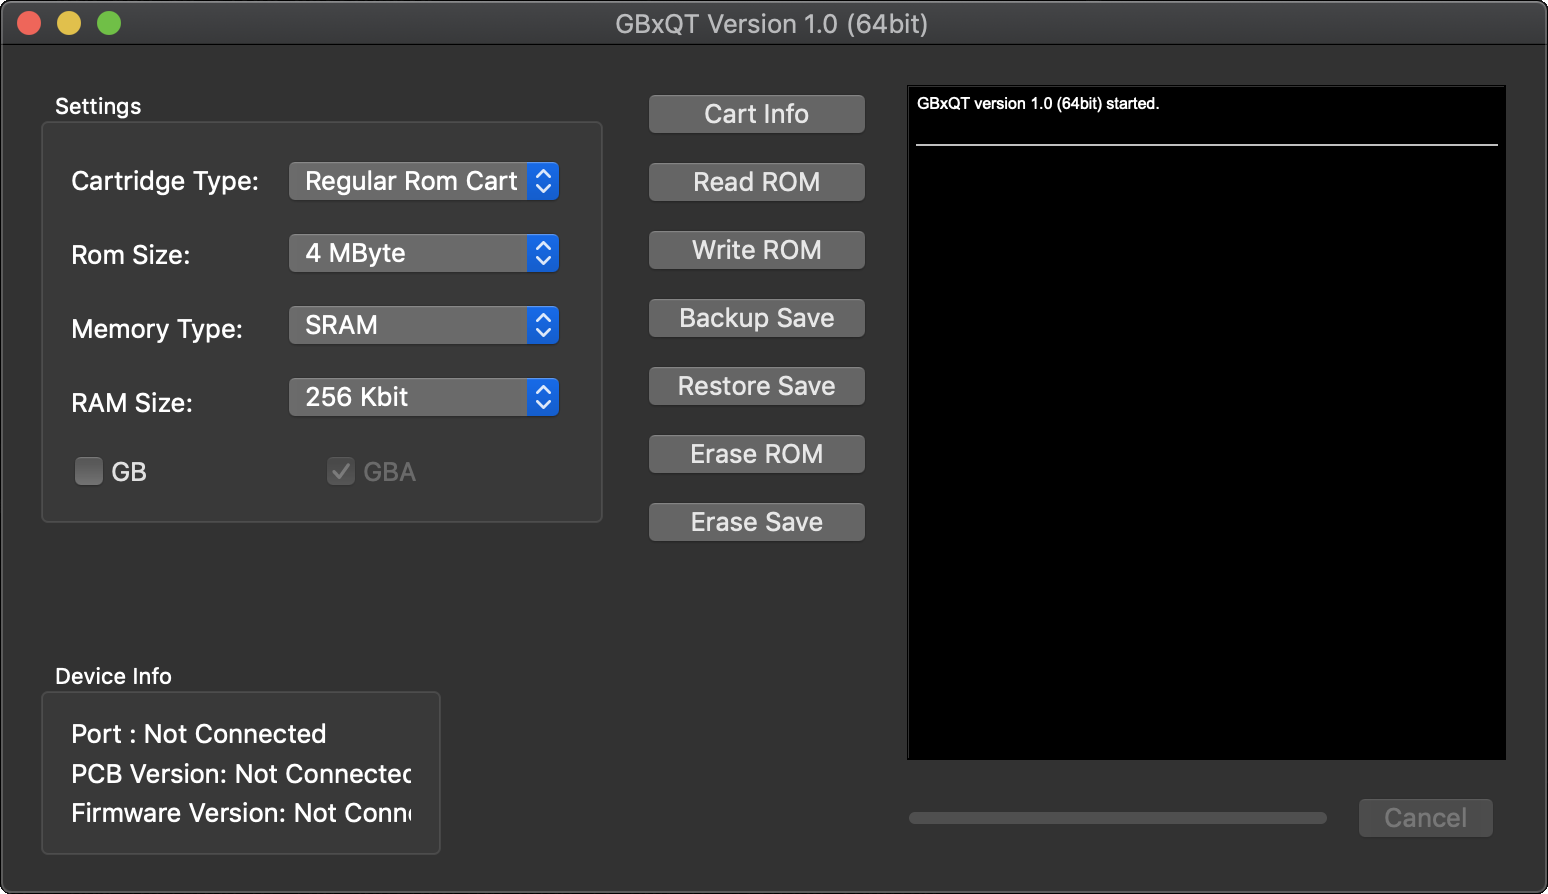 GBxQT Version 1.0 (64bit)
Settings
Cartridge Type: Regular Rom Cart
Rom Size: 4 MByte
Memory Type: SRAM
RAM Size: 256 Kbit
GB GBA
Cart Info
Read ROM
Write ROM
Backup Save
Restore Save
Erase ROM
Erase Save
GBxQT version 1.0 (64bit) started.
Device Info
Port : Not Connected
PCB Version: Not Connectec
Firmware Version: Not Conn
Cancel